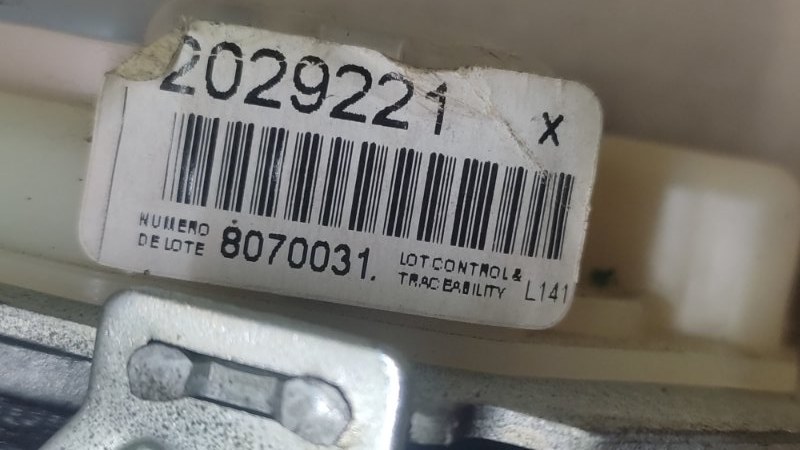 2029221 X
NUMERO
DE LOTE
8070031.
LOT CONTROL &
TRACEABILITY
L141